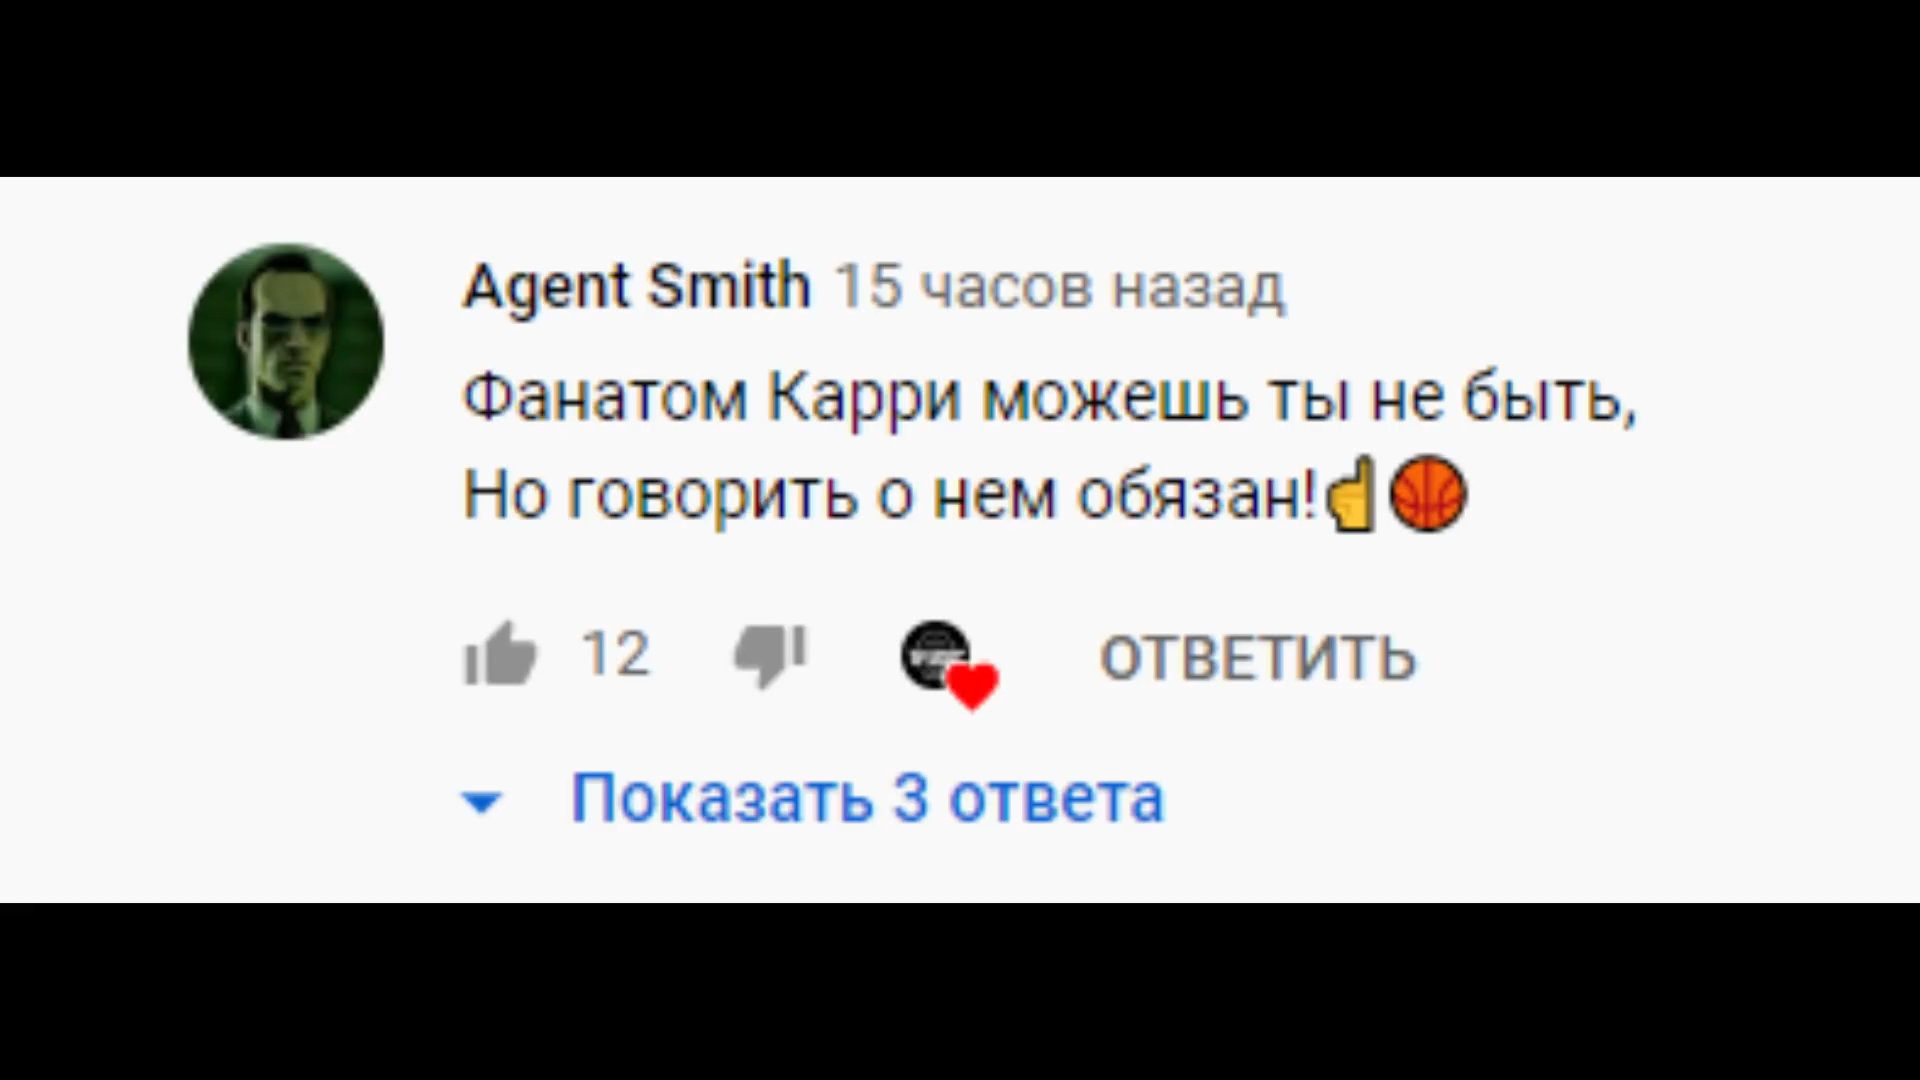 Agent Smith 15 часов назад
Фанатом Карри можешь ты не быть,
Но говорить о нем обязан!☝🏀
12 ОТВЕТИТЬ
Показать 3 ответа